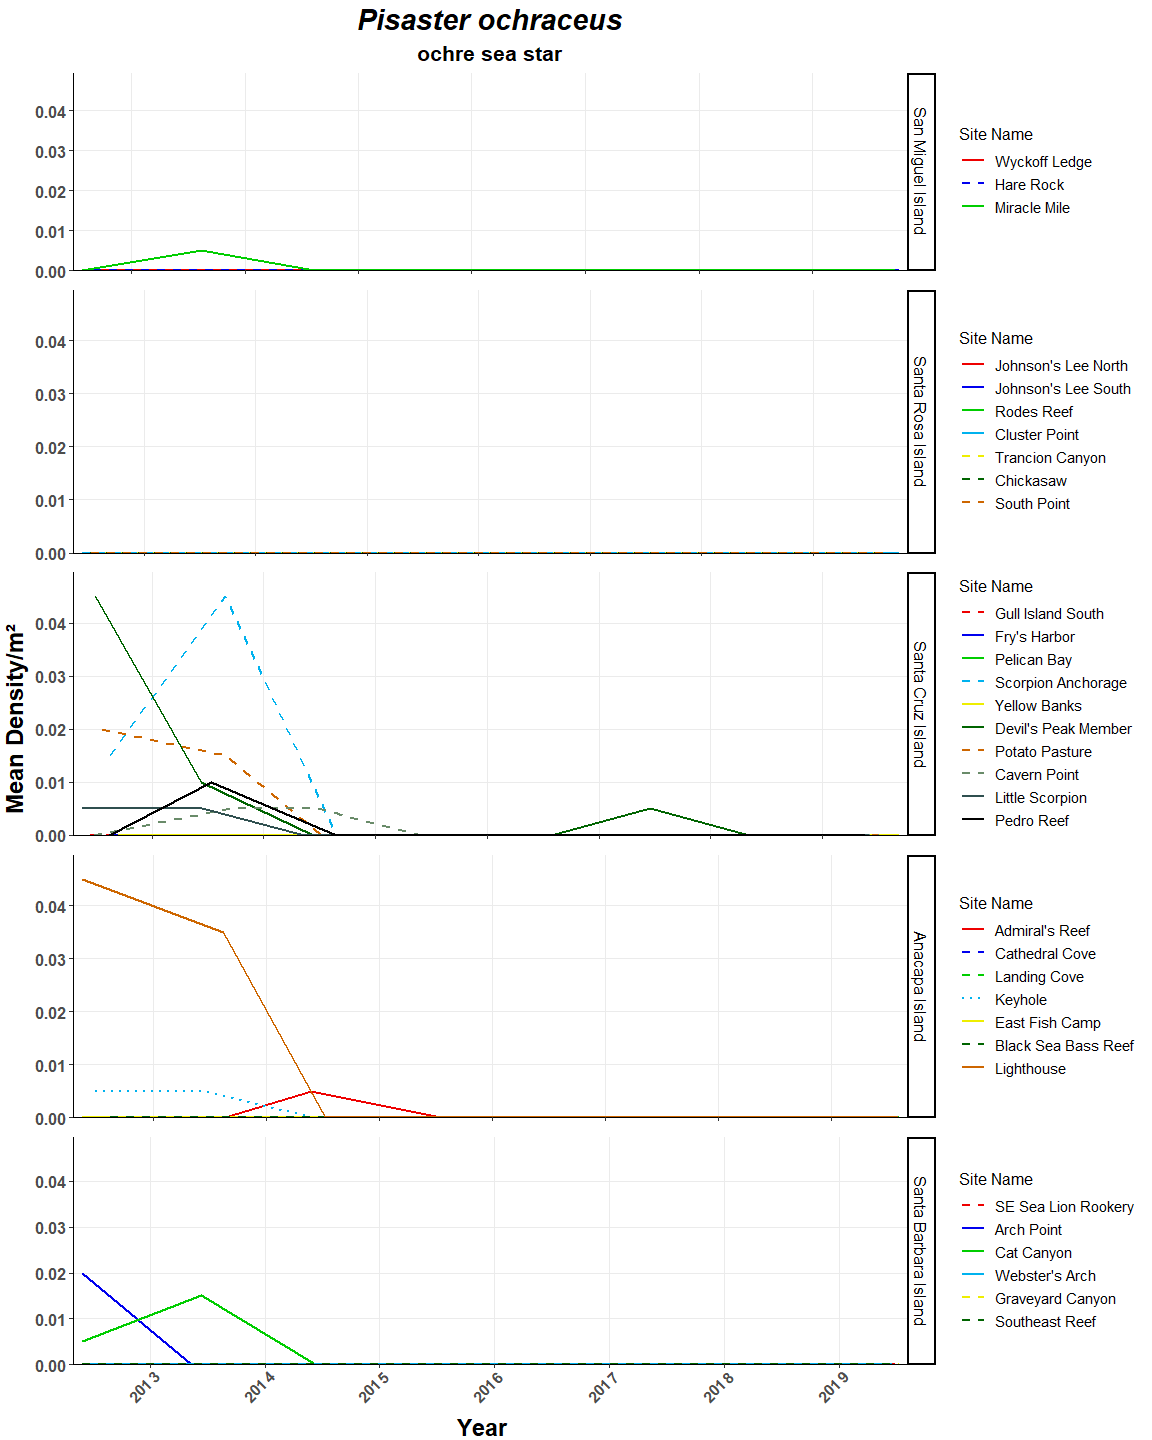 Pisaster ochraceus
ochre sea star
Mean Density/m²
0.04
0.03
0.02
0.01
0.00
San Miguel Island
Site Name
Wyckoff Ledge
Hare Rock
Miracle Mile
0.04
0.03
0.02
0.01
0.00
Santa Rosa Island
Site Name
Johnson's Lee North
Johnson's Lee South
Rodes Reef
Cluster Point
Trancion Canyon
Chickasaw
South Point
0.04
0.03
0.02
0.01
0.00
Santa Cruz Island
Site Name
Gull Island South
Fry's Harbor
Pelican Bay
Scorpion Anchorage
Yellow Banks
Devil's Peak Member
Potato Pasture
Cavern Point
Little Scorpion
Pedro Reef
0.04
0.03
0.02
0.01
0.00
Anacapa Island
Site Name
Admiral's Reef
Cathedral Cove
Landing Cove
Keyhole
East Fish Camp
Black Sea Bass Reef
Lighthouse
0.04
0.03
0.02
0.01
0.00
Santa Barbara Island
Site Name
SE Sea Lion Rookery
Arch Point
Cat Canyon
Webster's Arch
Graveyard Canyon
Southeast Reef
2013
2014
2015
2016
2017
2018
2019
Year